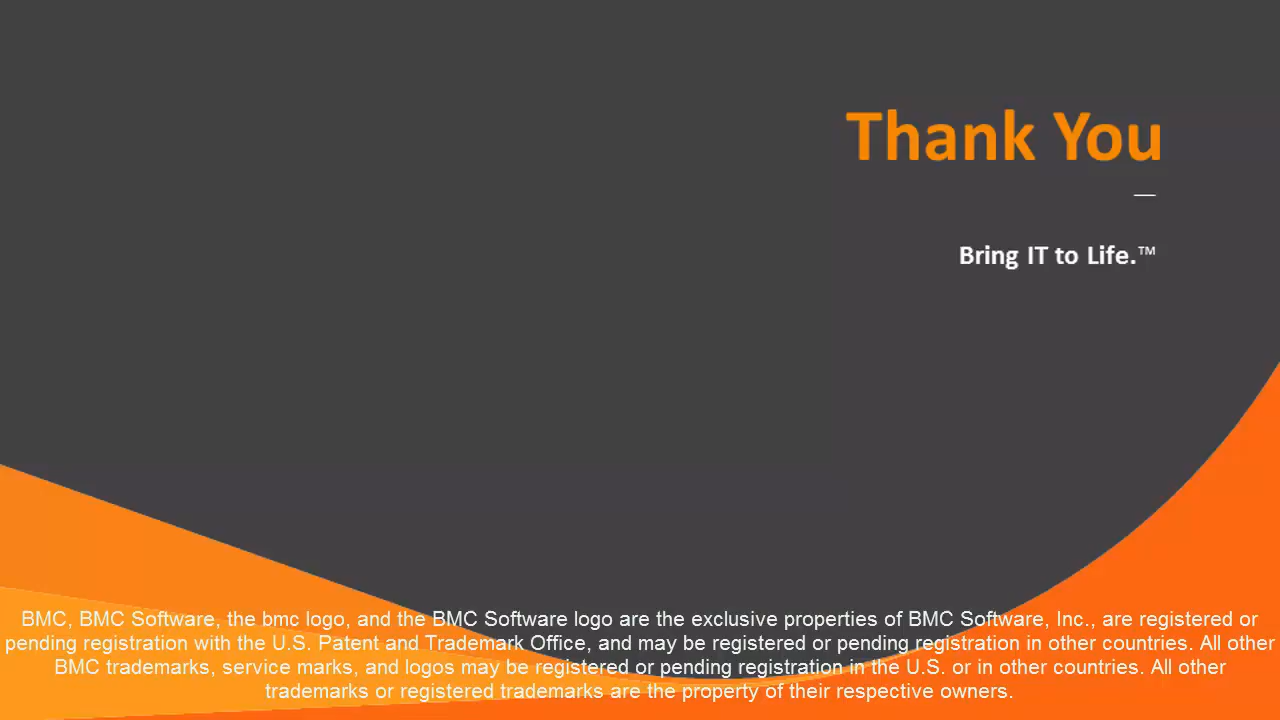 Thank You
Bring IT to Life.™
BMC, BMC Software, the bmc logo, and the BMC Software logo are the exclusive properties of BMC Software, Inc., are registered or
pending registration with the U.S. Patent and Trademark Office, and may be registered or pending registration in other countries. All other
BMC trademarks, service marks, and logos may be registered or pending registration in the U.S. or in other countries. All other
trademarks or registered trademarks are the property of their respective owners.